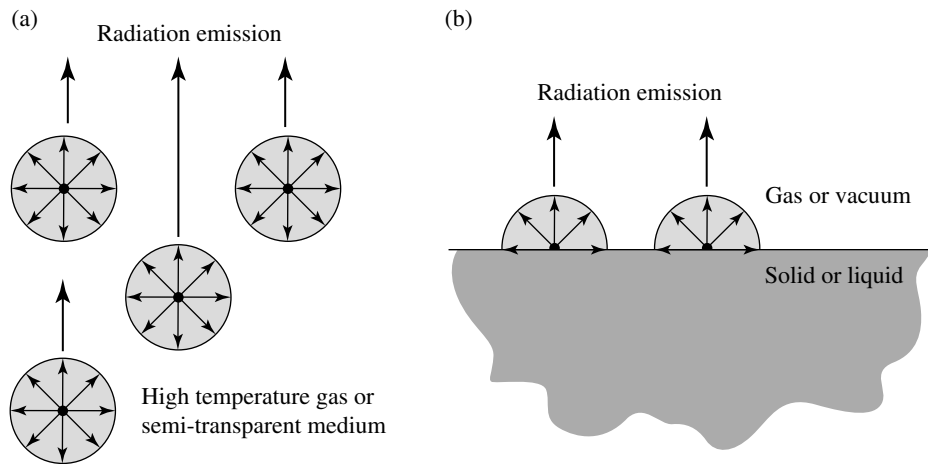 (a)
Radiation emission
High temperature gas or
semi-transparent medium
(b)
Radiation emission
Gas or vacuum
Solid or liquid